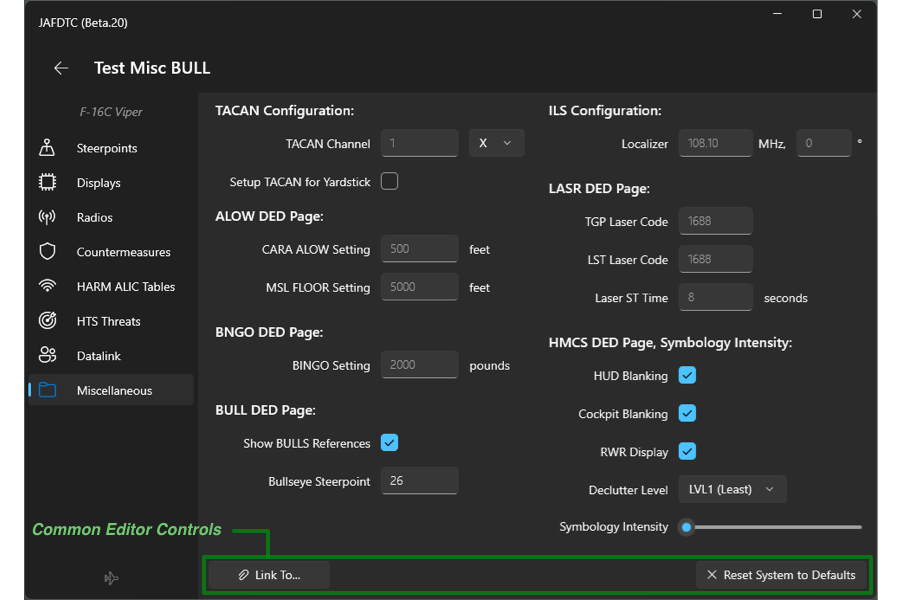 JAFDTC (Beta.20)
Test Misc BULL
F-16C Viper
Steerpoints
Displays
Radios
Countermeasures
HARM ALIC Tables
HTS Threats
Datalink
Miscellaneous
TACAN Configuration:
TACAN Channel 1 X
Setup TACAN for Yardstick
ALOW DED Page:
CARA ALOW Setting 500 feet
MSL FLOOR Setting 5000 feet
BNGO DED Page:
BINGO Setting 2000 pounds
BULL DED Page:
Show BULLS References
Bullseye Steerpoint 26
ILS Configuration:
Localizer 108.10 MHz, 0 °
LASR DED Page:
TGP Laser Code 1688
LST Laser Code 1688
Laser ST Time 8 seconds
HMCS DED Page, Symbology Intensity:
HUD Blanking
Cockpit Blanking
RWR Display
Declutter Level LVL1 (Least)
Symbology Intensity
Common Editor Controls
Link To...
Reset System to Defaults